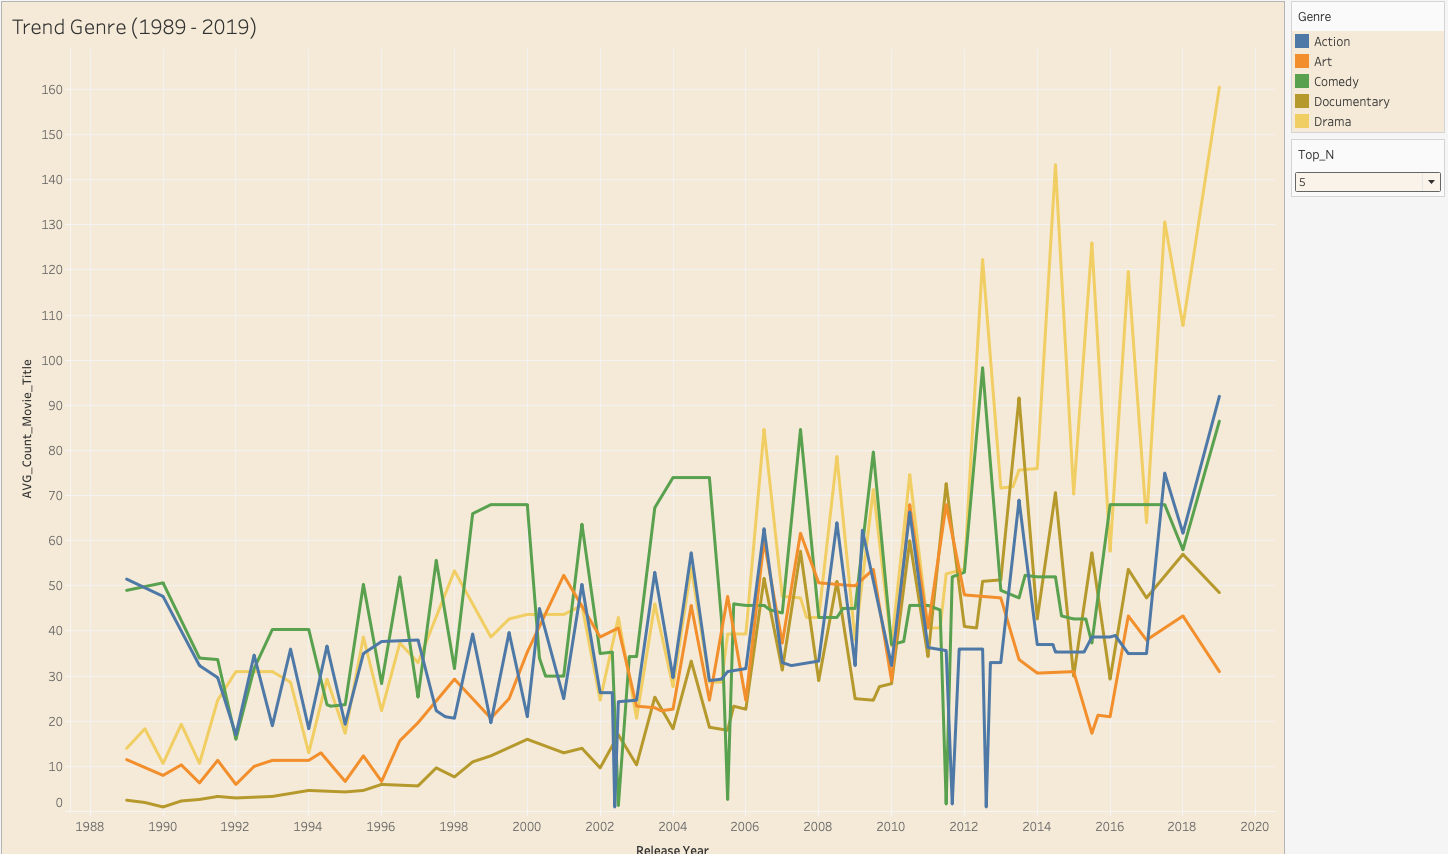 Trend Genre (1989 - 2019)
Genre
Action
Art
Comedy
Documentary
Drama
Top_N
5
AVG_Count_Movie_Title
160
150
140
130
120
110
100
90
80
70
60
50
40
30
20
10
0
1988 1990 1992 1994 1996 1998 2000 2002 2004 2006 2008 2010 2012 2014 2016 2018 2020
Release Year